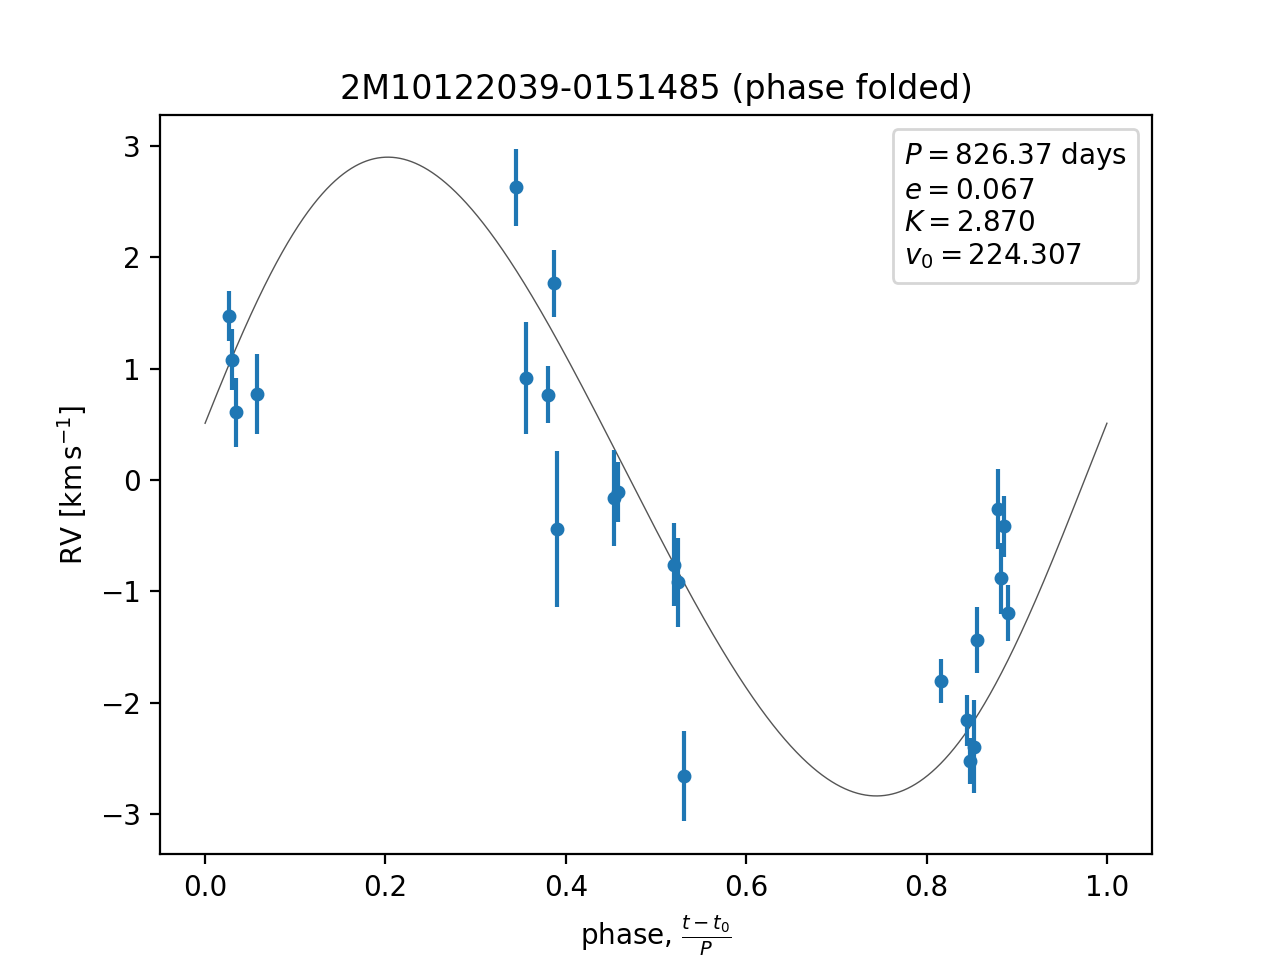 2M10122039-0151485 (phase folded)
P = 826.37 days
e = 0.067
K = 2.870
v₀ = 224.307
RV [km s⁻¹]
3
2
1
0
−1
−2
−3
0.0 0.2 0.4 0.6 0.8 1.0
phase, (t − t₀)/P